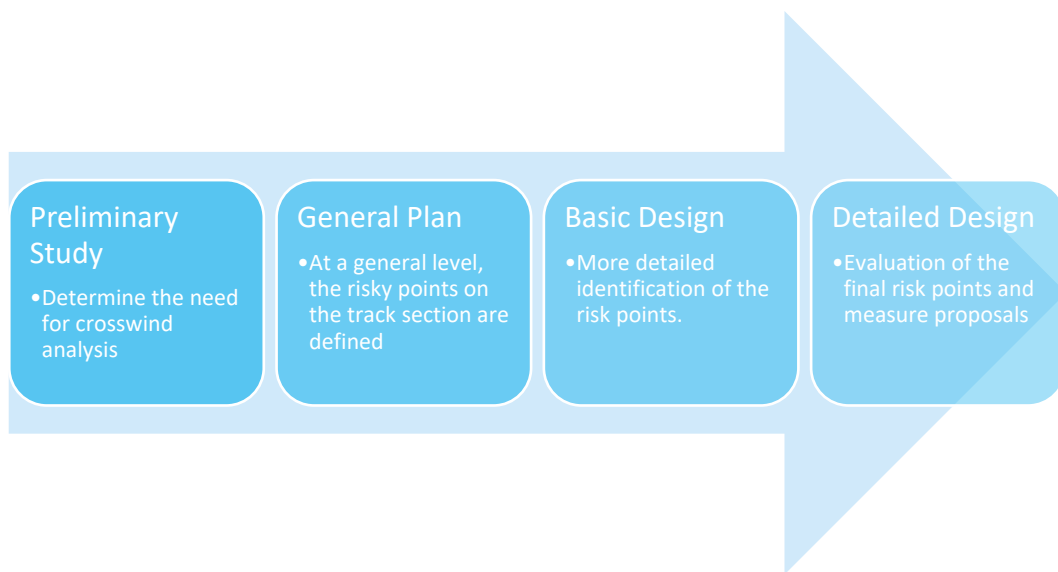 Preliminary
Study
•Determine the need
for crosswind
analysis
General Plan
•At a general level,
the risky points on
the track section are
defined
Basic Design
•More detailed
identification of the
risk points.
Detailed Design
•Evaluation of the
final risk points and
measure proposals